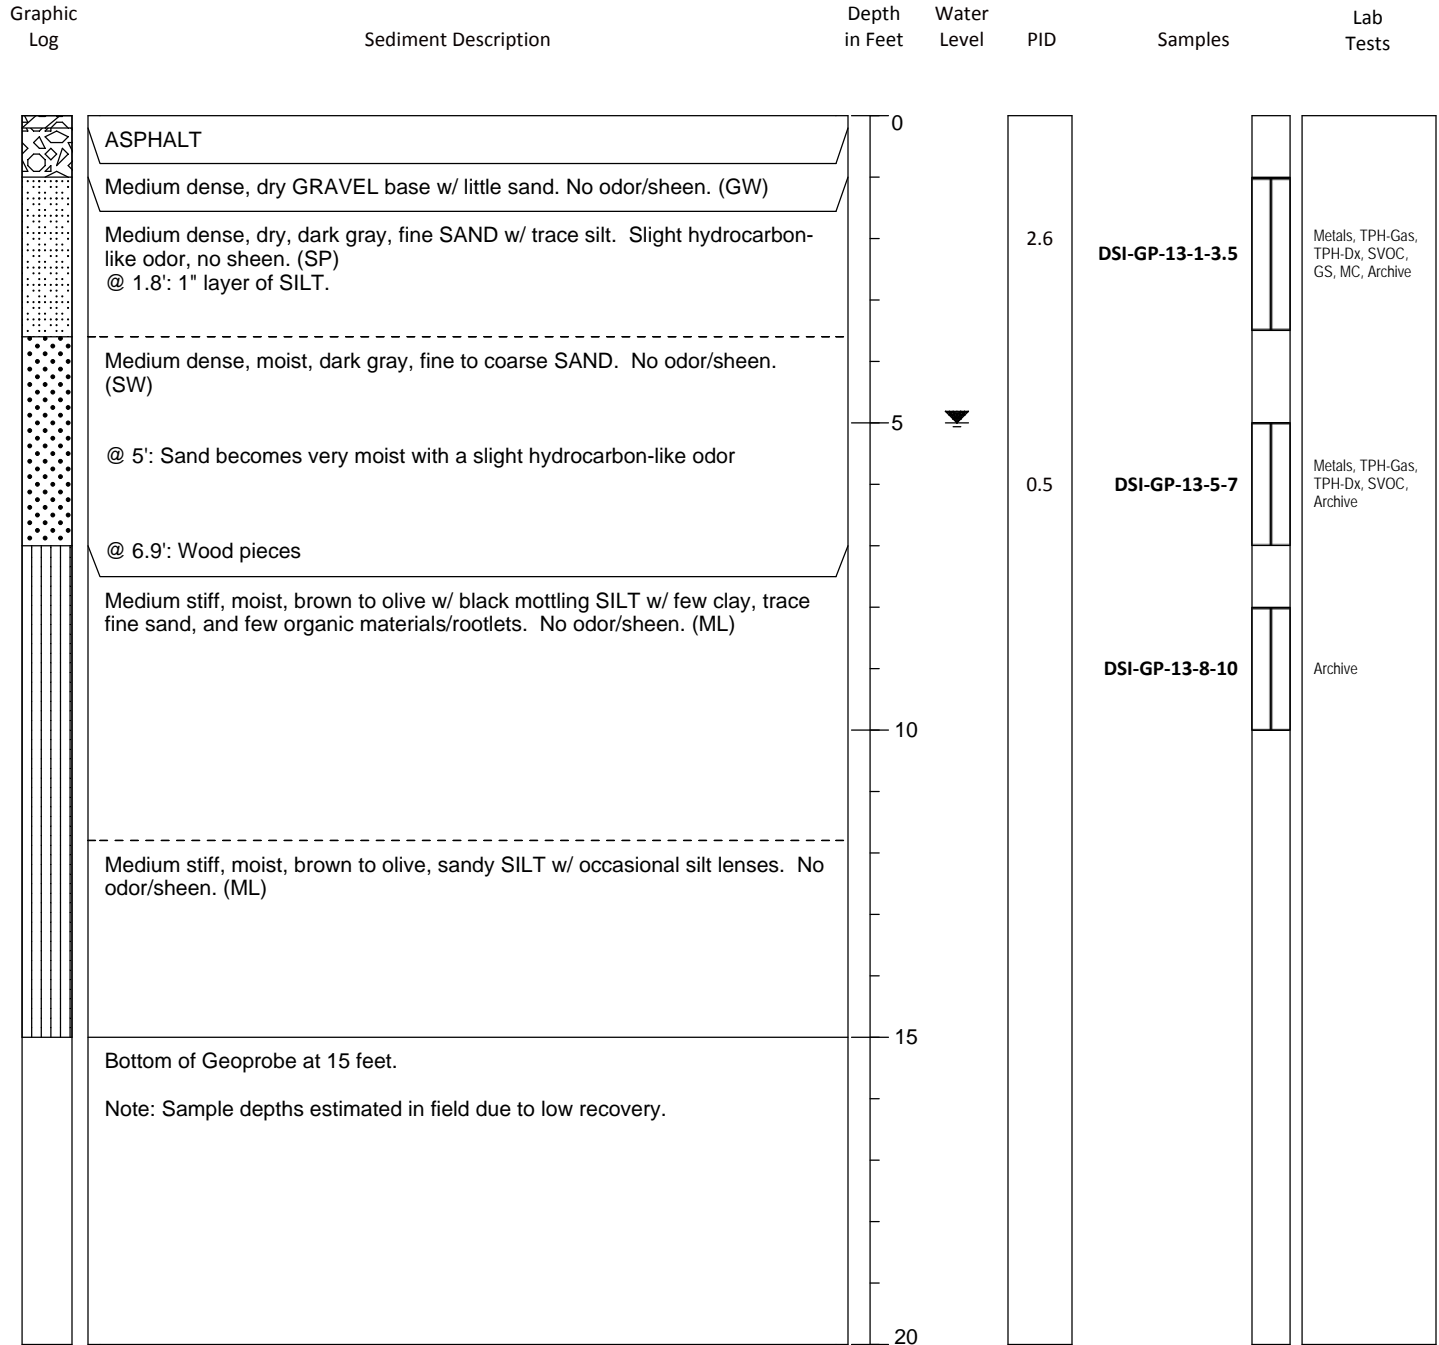 Graphic
Log
Sediment Description
Depth
in Feet
Water
Level
PID
Samples
Lab
Tests
ASPHALT
0
Medium dense, dry GRAVEL base w/ little sand. No odor/sheen. (GW)
Medium dense, dry, dark gray, fine SAND w/ trace silt.  Slight hydrocarbon-
like odor, no sheen. (SP)
@ 1.8': 1" layer of SILT.
2.6
DSI-GP-13-1-3.5
Metals, TPH-Gas,
TPH-Dx, SVOC,
GS, MC, Archive
Medium dense, moist, dark gray, fine to coarse SAND.  No odor/sheen.
(SW)
5
@ 5': Sand becomes very moist with a slight hydrocarbon-like odor
0.5
DSI-GP-13-5-7
Metals, TPH-Gas,
TPH-Dx, SVOC,
Archive
@ 6.9': Wood pieces
Medium stiff, moist, brown to olive w/ black mottling SILT w/ few clay, trace
fine sand, and few organic materials/rootlets.  No odor/sheen. (ML)
DSI-GP-13-8-10
Archive
10
Medium stiff, moist, brown to olive, sandy SILT w/ occasional silt lenses.  No
odor/sheen. (ML)
15
Bottom of Geoprobe at 15 feet.
Note: Sample depths estimated in field due to low recovery.
20